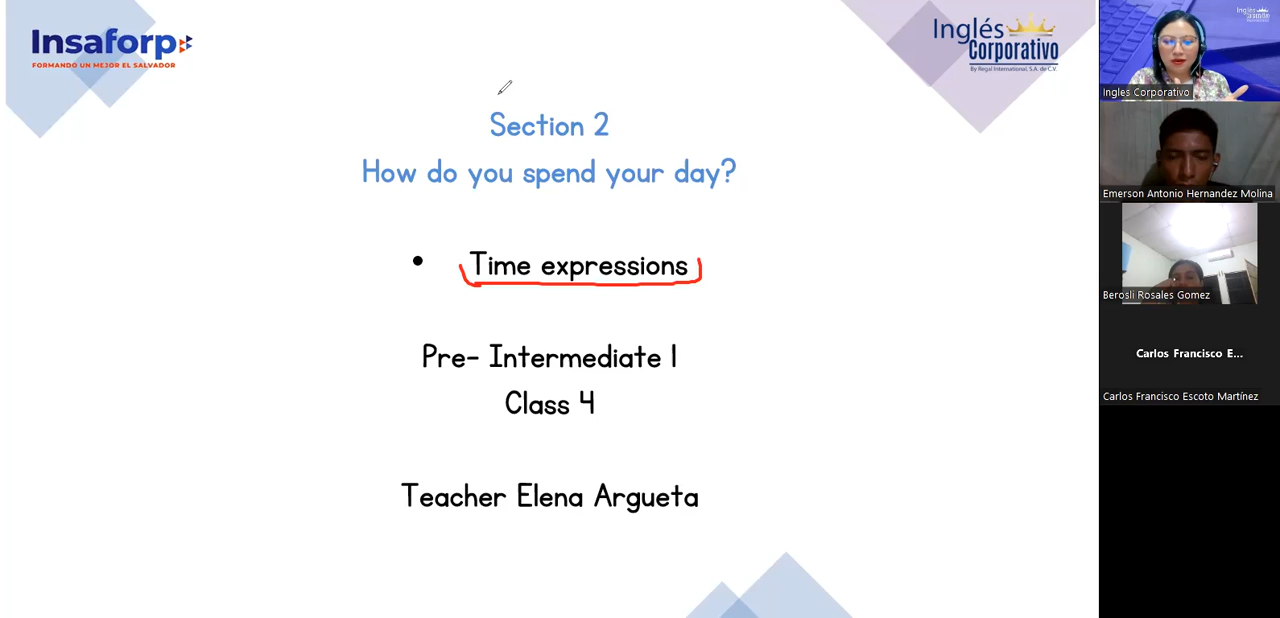 Insaforp
FORMANDO UN MEJOR EL SALVADOR
Inglés
Corporativo
By Regal International, S.A. de C.V.
Section 2
How do you spend your day?
• Time expressions
Pre- Intermediate 1
Class 4
Teacher Elena Argueta
Ingles Corporativo
Emerson Antonio Hernandez Molina
Berosli Rosales Gomez
Carlos Francisco E...
Carlos Francisco Escoto Martínez